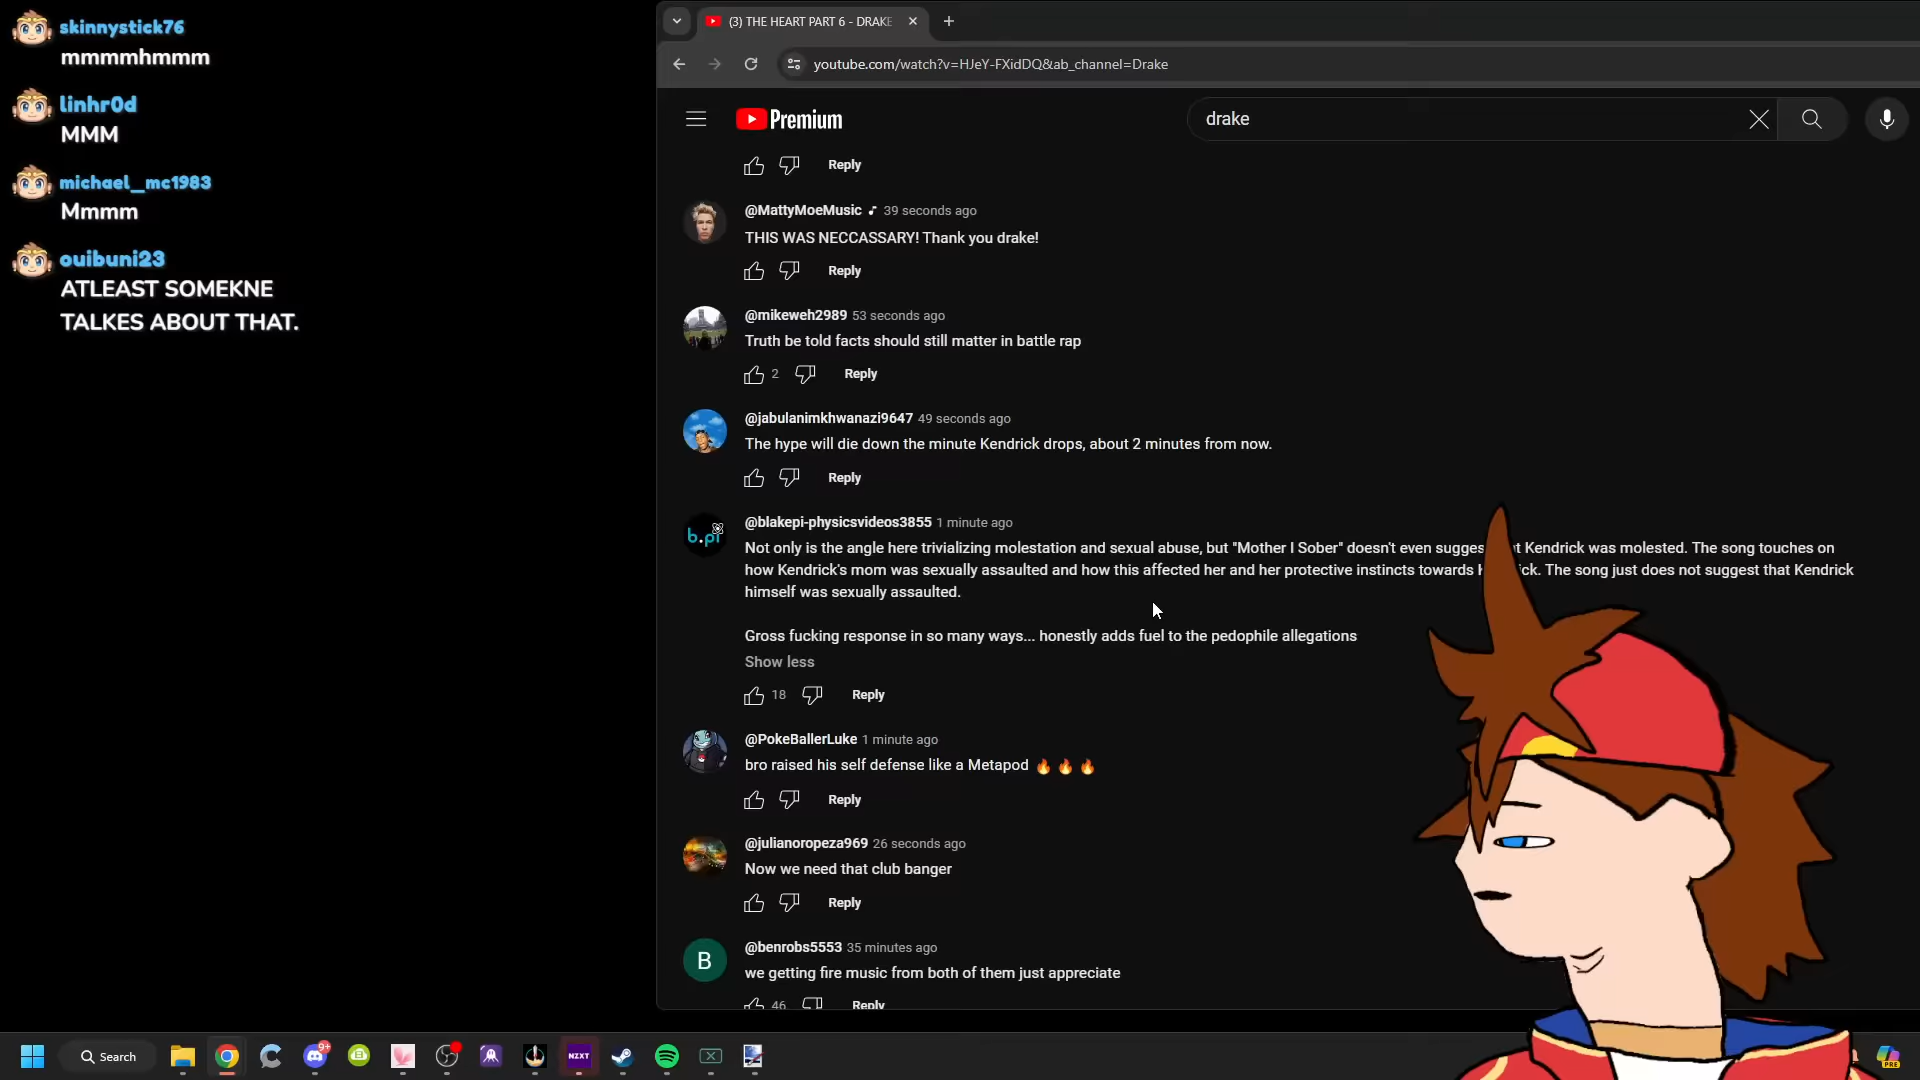 skinnystick76
mmmmhmmm
linhr0d
MMM
michael_mc1983
Mmmm
ouibuni23
ATLEAST SOMEKNE
TALKES ABOUT THAT.
(3) THE HEART PART 6 - DRAKE
youtube.com/watch?v=HJeY-FXidDQ&ab_channel=Drake
Premium
drake
Reply
@MattyMoeMusic 39 seconds ago
THIS WAS NECCASSARY! Thank you drake!
Reply
@mikeweh2989 53 seconds ago
Truth be told facts should still matter in battle rap
2 Reply
@jabulanimkhwanazi9647 49 seconds ago
The hype will die down the minute Kendrick drops, about 2 minutes from now.
Reply
b.pi
@blakepi-physicsvideos3855 1 minute ago
Not only is the angle here trivializing molestation and sexual abuse, but "Mother I Sober" doesn't even sugges t Kendrick was molested. The song touches on
how Kendrick's mom was sexually assaulted and how this affected her and her protective instincts towards ick. The song just does not suggest that Kendrick
himself was sexually assaulted.
Gross fucking response in so many ways... honestly adds fuel to the pedophile allegations
Show less
18 Reply
@PokeBallerLuke 1 minute ago
bro raised his self defense like a Metapod 🔥🔥🔥
Reply
@julianoropeza969 26 seconds ago
Now we need that club banger
Reply
B
@benrobs5553 35 minutes ago
we getting fire music from both of them just appreciate
46 Reply
Search
9+
NZXT
PRE